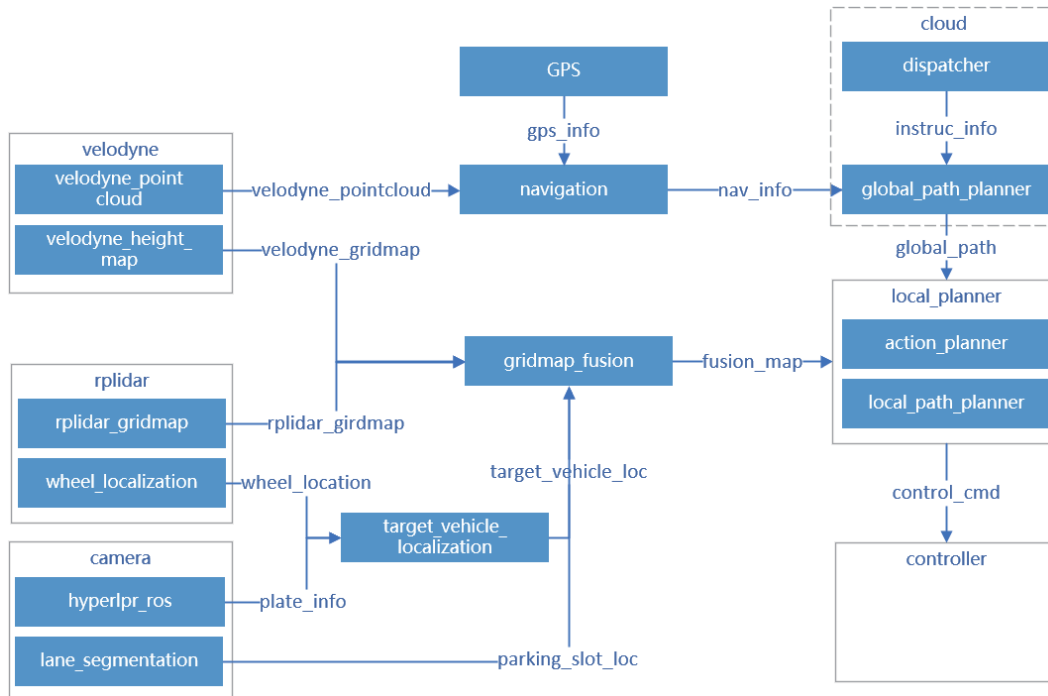 cloud
dispatcher
GPS
gps_info
instruc_info
velodyne
velodyne_point
cloud
velodyne_pointcloud
navigation
nav_info
global_path_planner
velodyne_height_
map
velodyne_gridmap
global_path
local_planner
action_planner
gridmap_fusion
fusion_map
local_path_planner
rplidar
rplidar_gridmap
rplidar_girdmap
wheel_localization
wheel_location
target_vehicle_loc
control_cmd
target_vehicle_
localization
camera
controller
hyperlpr_ros
plate_info
lane_segmentation
parking_slot_loc